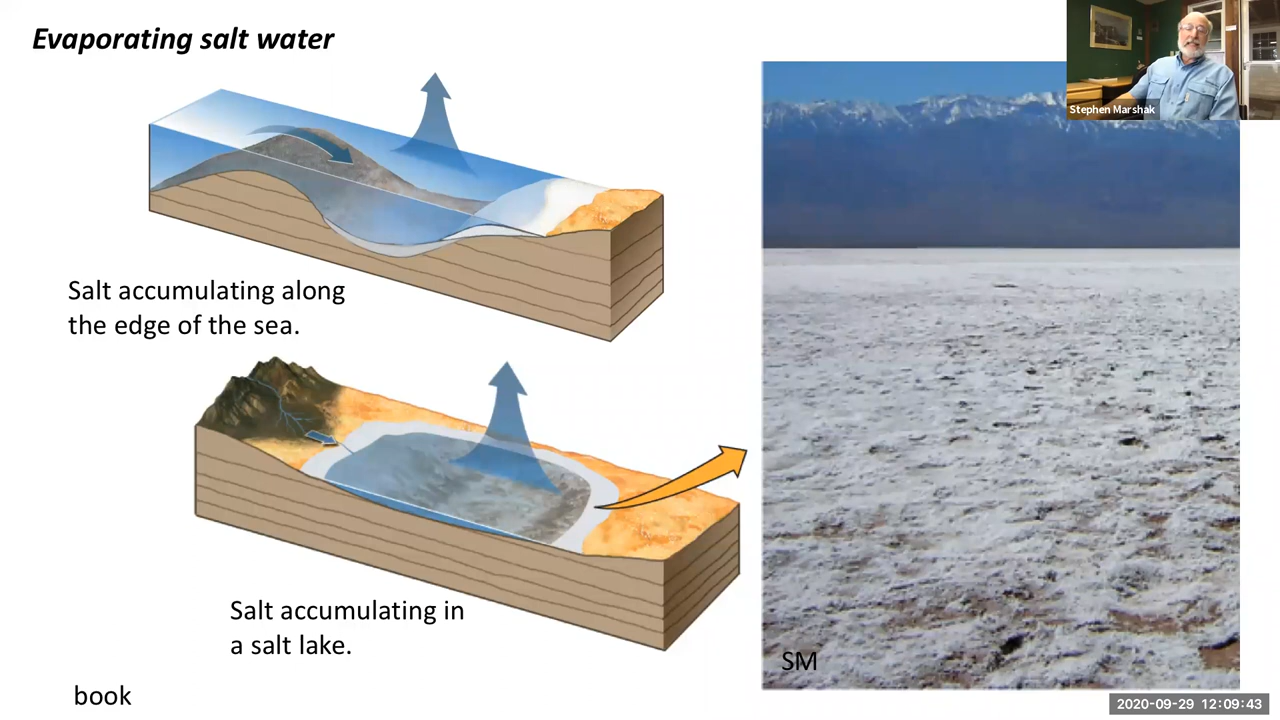 Evaporating salt water
Stephen Marshak
Salt accumulating along
the edge of the sea.
Salt accumulating in
a salt lake.
SM
book
2020-09-29 12:09:43